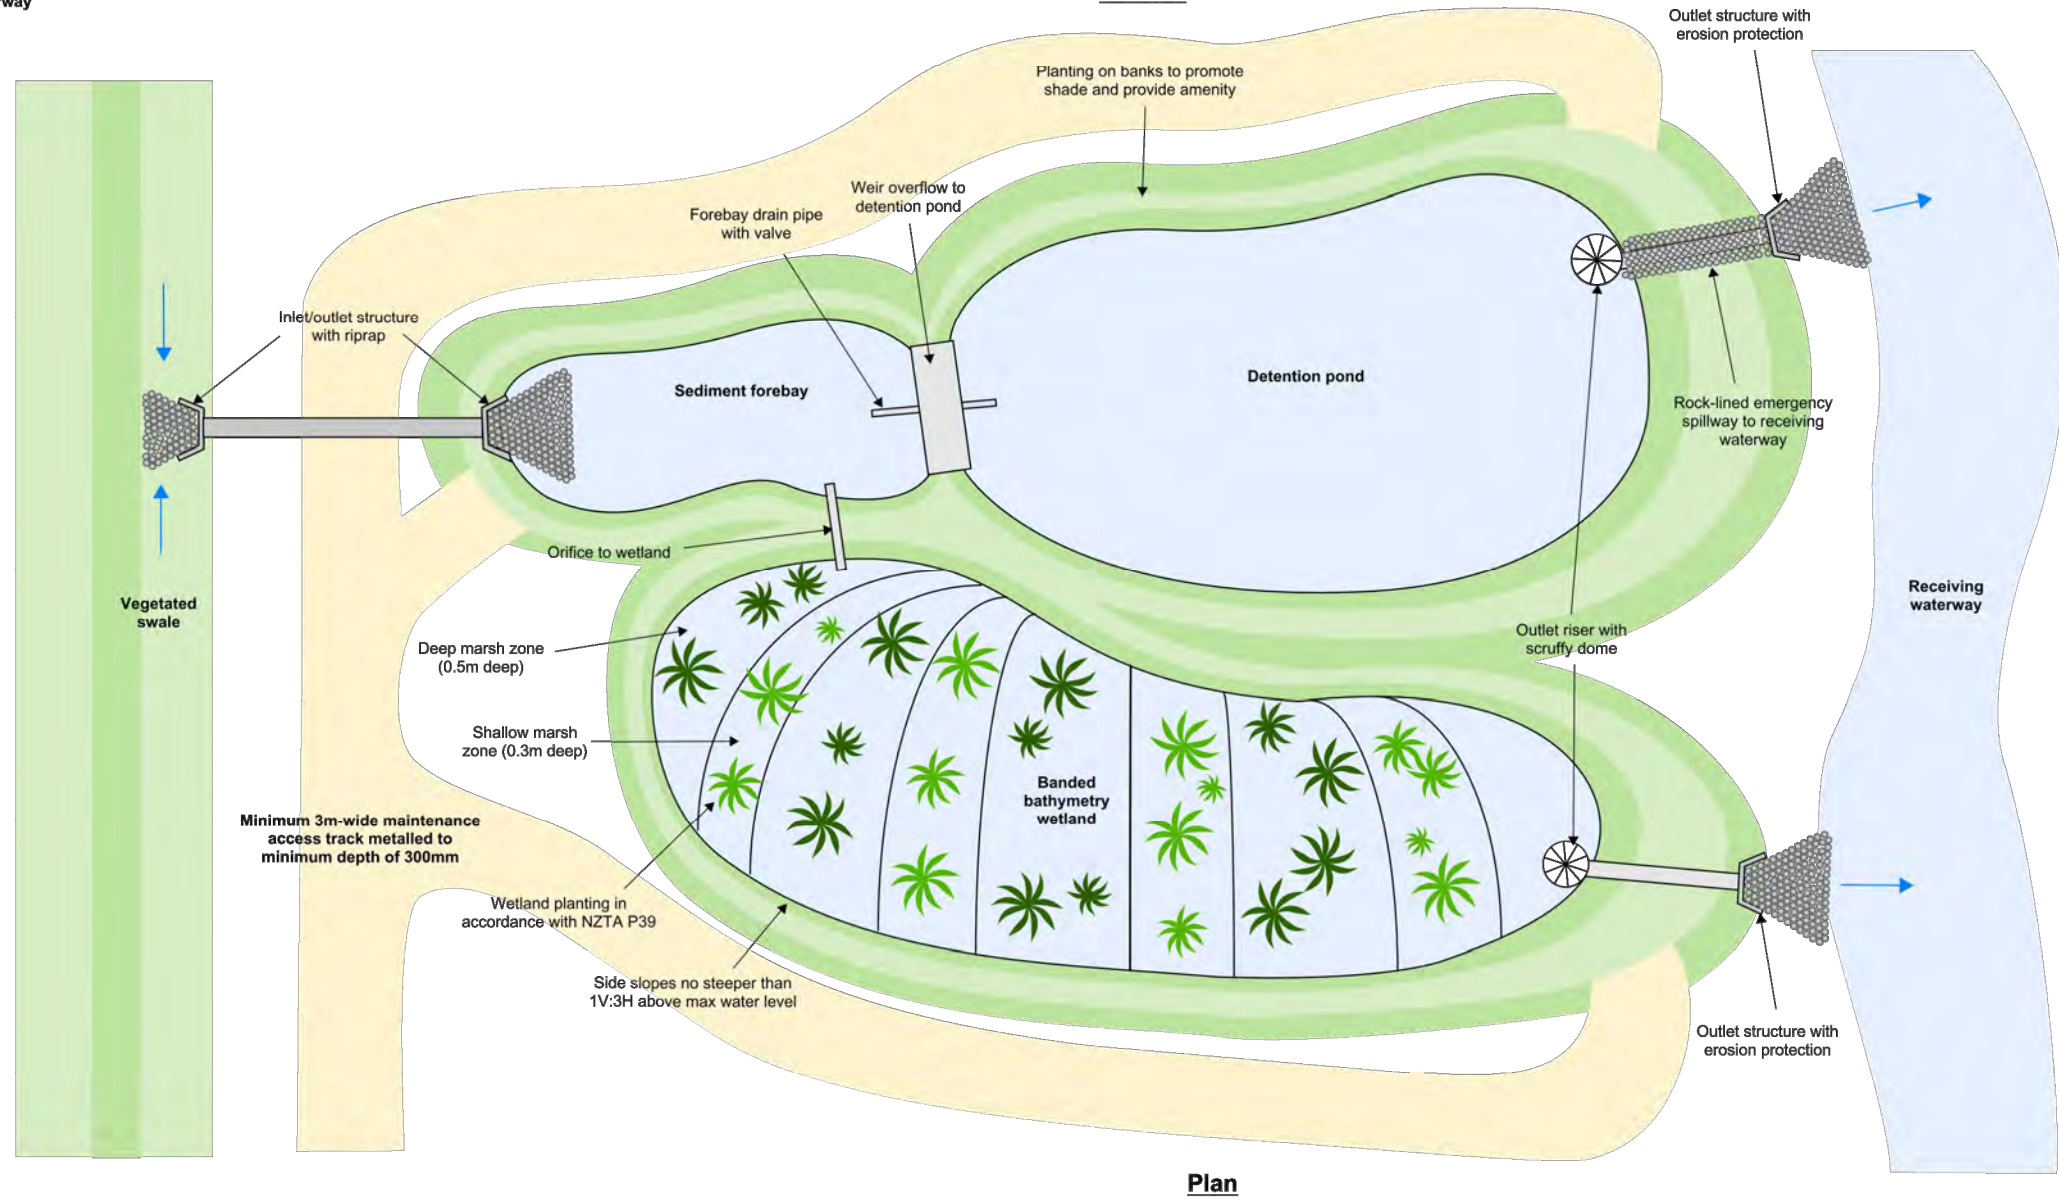 Outlet structure with
erosion protection
Planting on banks to promote
shade and provide amenity
Weir overflow to
detention pond
Forebay drain pipe
with valve
Inlet/outlet structure
with riprap
Sediment forebay
Detention pond
Rock-lined emergency
spillway to receiving
waterway
Orifice to wetland
Vegetated
swale
Receiving
waterway
Outlet riser with
scruffy dome
Deep marsh zone
(0.5m deep)
Shallow marsh
zone (0.3m deep)
Banded
bathymetry
wetland
Minimum 3m-wide maintenance
access track metalled to
minimum depth of 300mm
Wetland planting in
accordance with NZTA P39
Side slopes no steeper than
1V:3H above max water level
Outlet structure with
erosion protection
Plan